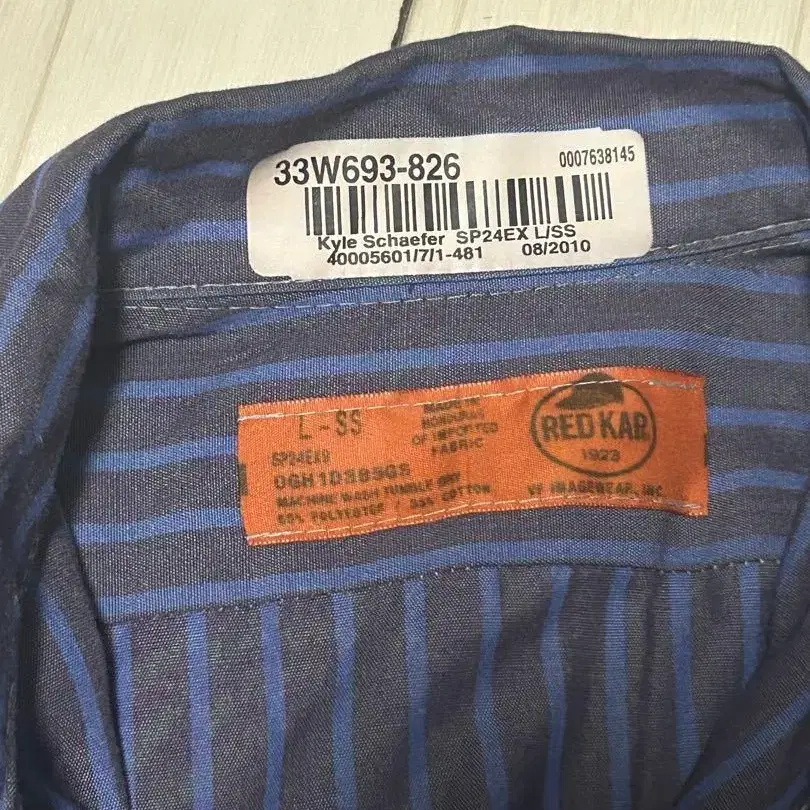 33W693-826
0007638145
Kyle Schaefer SP24EX L/SS
40005601/7/1-481 08/2010
L - SS
MADE IN
HONDURAS
OF IMPORTED
FABRIC
RED KAP.
1923
MACHINE WASH TUMBLE DRY
65% POLYESTER / 35% COTTON
VF IMAGEWEAR, INC.